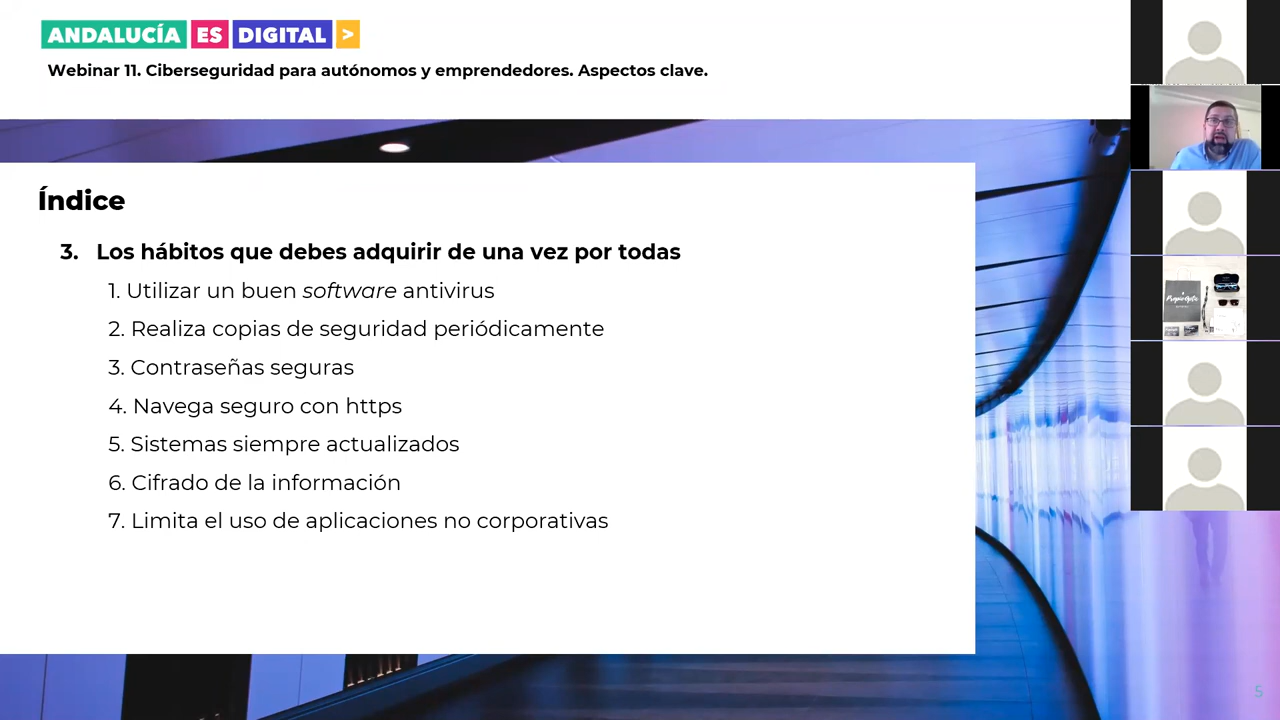 ANDALUCÍA ES DIGITAL >
Webinar 11. Ciberseguridad para autónomos y emprendedores. Aspectos clave.
Índice
3. Los hábitos que debes adquirir de una vez por todas
1. Utilizar un buen software antivirus
2. Realiza copias de seguridad periódicamente
3. Contraseñas seguras
4. Navega seguro con https
5. Sistemas siempre actualizados
6. Cifrado de la información
7. Limita el uso de aplicaciones no corporativas
5